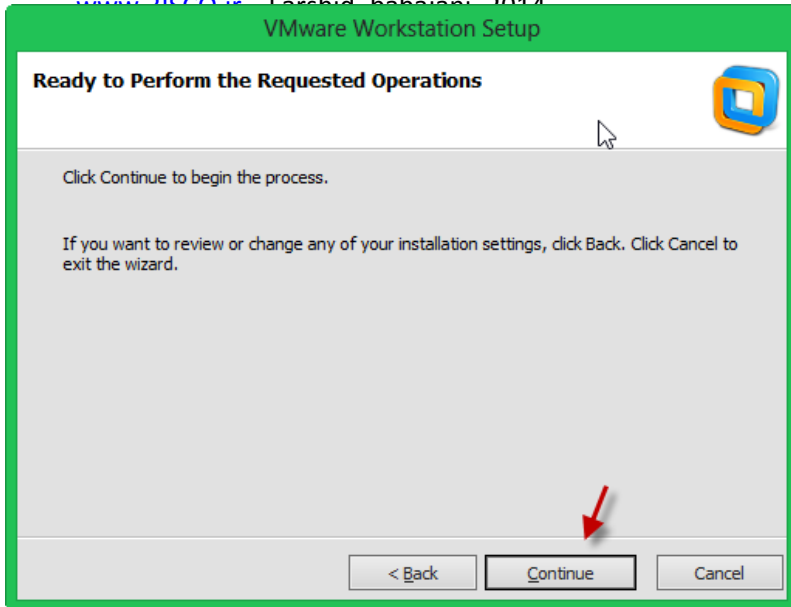 2014
VMware Workstation Setup
Ready to Perform the Requested Operations
Click Continue to begin the process.
If you want to review or change any of your installation settings, click Back. Click Cancel to
exit the wizard.
< Back
Continue
Cancel